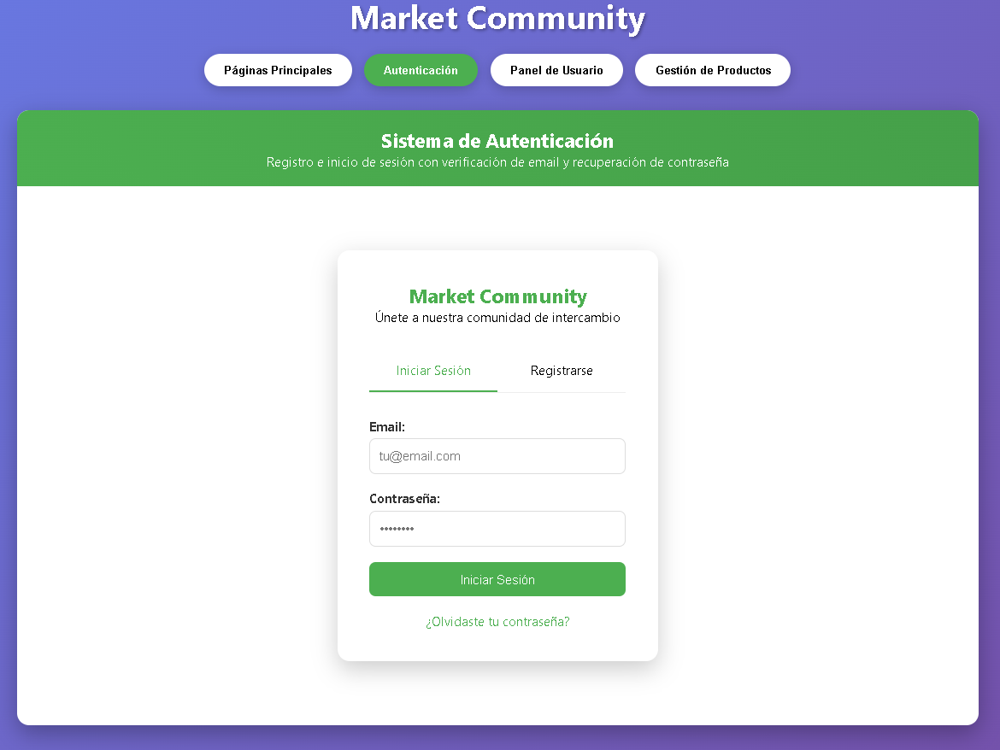 Market Community
Páginas Principales
Autenticación
Panel de Usuario
Gestión de Productos
Sistema de Autenticación
Registro e inicio de sesión con verificación de email y recuperación de contraseña
Market Community
Únete a nuestra comunidad de intercambio
Iniciar Sesión
Registrarse
Email:
tu@email.com
Contraseña:
••••••••
Iniciar Sesión
¿Olvidaste tu contraseña?